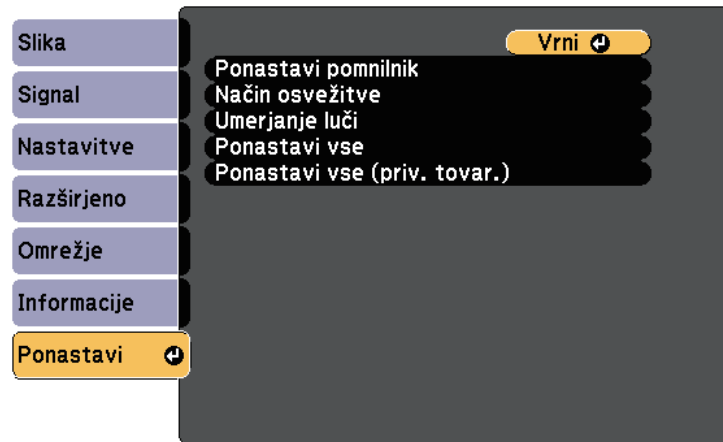 Slika
Signal
Nastavitve
Razširjeno
Omrežje
Informacije
Ponastavi
Vrni
Ponastavi pomnilnik
Način osvežitve
Umerjanje luči
Ponastavi vse
Ponastavi vse (priv. tovar.)